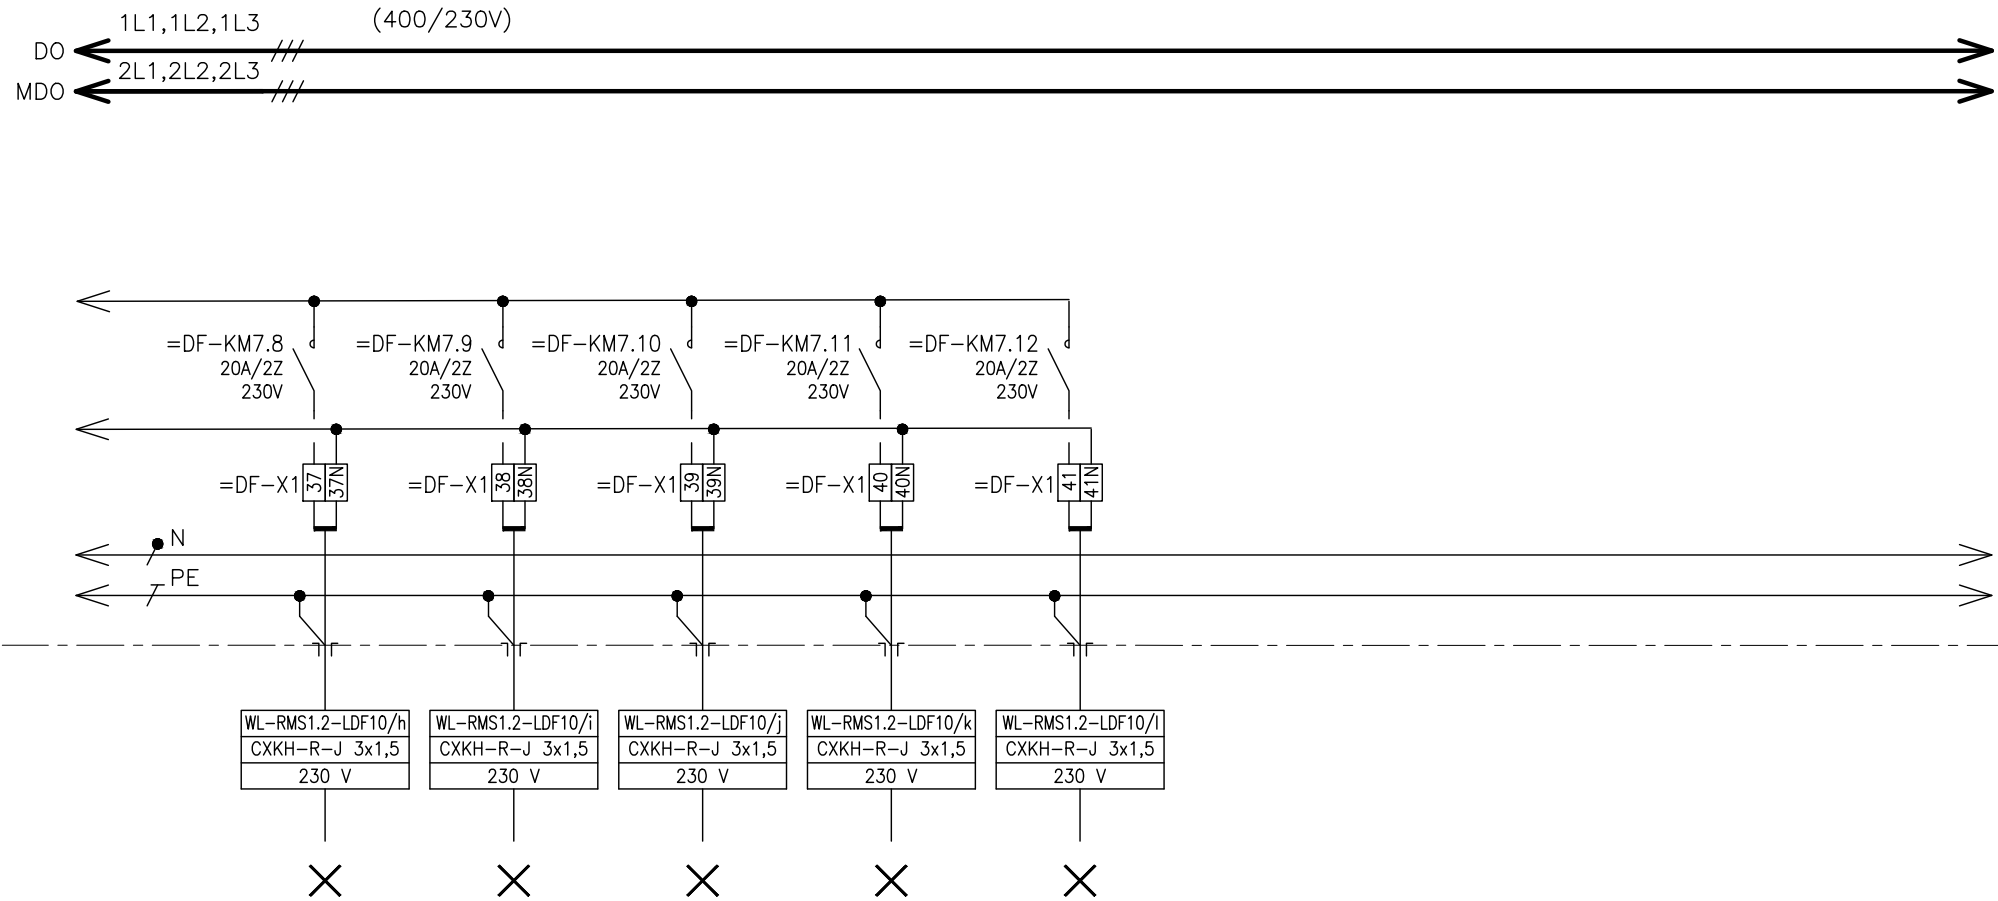 1L1,1L2,1L3 (400/230V)
DO
2L1,2L2,2L3
MDO
=DF-KM7.8 =DF-KM7.9 =DF-KM7.10 =DF-KM7.11 =DF-KM7.12
20A/2Z 20A/2Z 20A/2Z 20A/2Z 20A/2Z
230V 230V 230V 230V 230V
=DF-X1 37 37N =DF-X1 38 38N =DF-X1 39 39N =DF-X1 40 40N =DF-X1 41 41N
N
PE
WL-RMS1.2-LDF10/h WL-RMS1.2-LDF10/i WL-RMS1.2-LDF10/j WL-RMS1.2-LDF10/k WL-RMS1.2-LDF10/l
CXKH-R-J 3x1,5 CXKH-R-J 3x1,5 CXKH-R-J 3x1,5 CXKH-R-J 3x1,5 CXKH-R-J 3x1,5
230 V 230 V 230 V 230 V 230 V